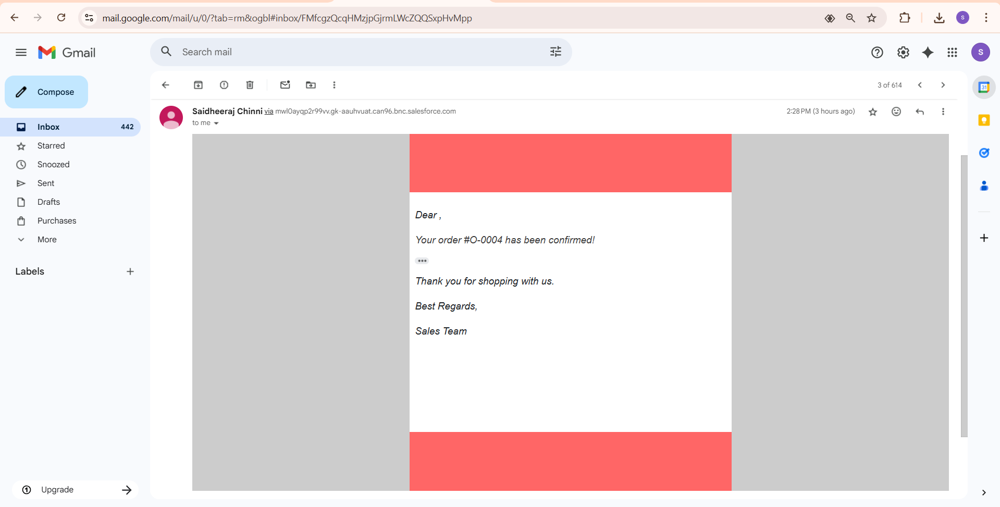 mail.google.com/mail/u/0/?tab=rm&ogbl#inbox/FMfcgzQcqHMzjpGjrmLWcZQQSxpHvMpp
S
Gmail
Search mail
S
Compose
3 of 614
31
Saidheeraj Chinni via mwl0ayqp2r99vv.gk-aauhvuat.can96.bnc.salesforce.com
2:28 PM (3 hours ago)
to me
Inbox 442
Starred
Snoozed
Sent
Drafts
Purchases
More
Labels
Dear ,
Your order #O-0004 has been confirmed!
Thank you for shopping with us.
Best Regards,
Sales Team
1 Upgrade